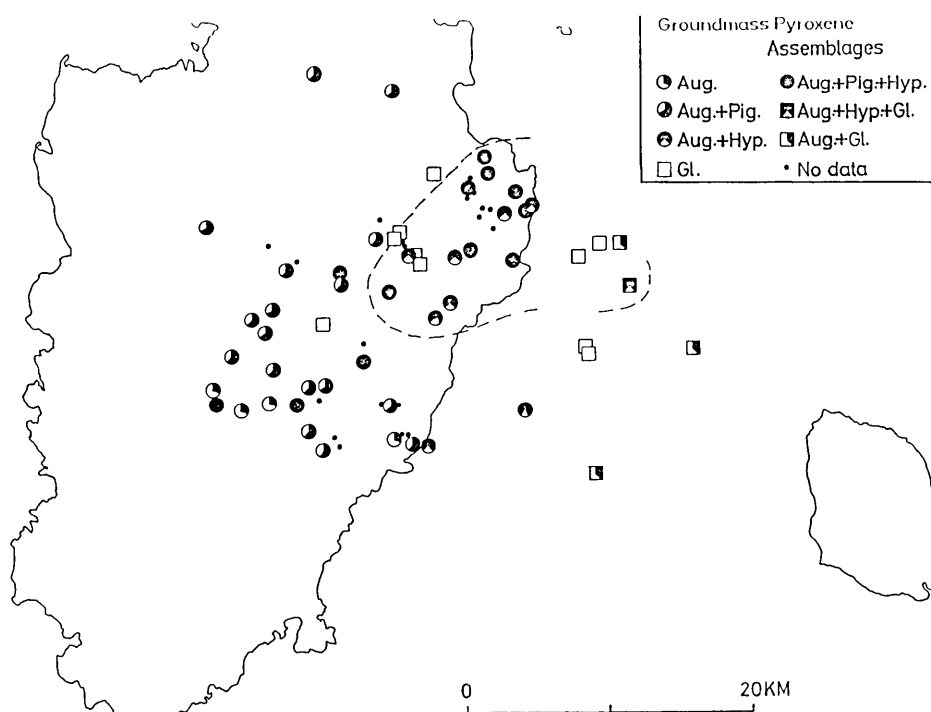 Groundmass Pyroxene
Assemblages
Aug. Aug.+Pig.+Hyp.
Aug.+Pig. Aug.+Hyp.+Gl.
Aug.+Hyp. Aug.+Gl.
Gl. No data
0 20KM